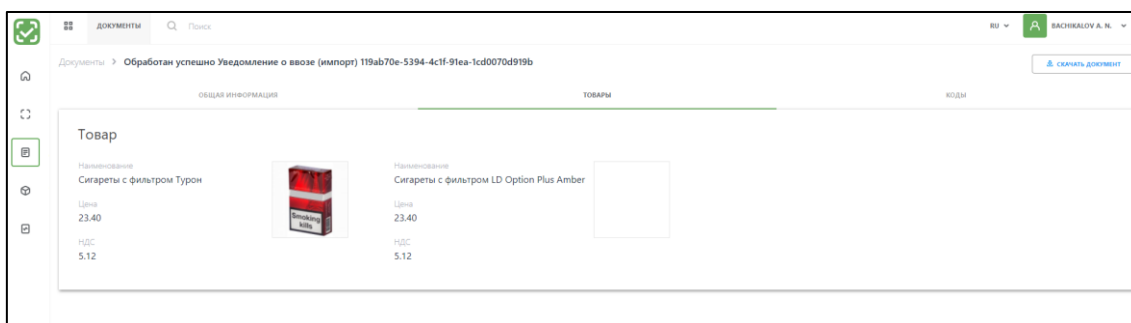 ДОКУМЕНТЫ Поиск RU A BACHIKALOV A. N.
Документы > Обработан успешно Уведомление о ввозе (импорт) 119ab70e-5394-4c1f-91ea-1cd0070d919b СКАЧАТЬ ДОКУМЕНТ
ОБЩАЯ ИНФОРМАЦИЯ ТОВАРЫ КОДЫ
Товар
Наименование
Сигареты с фильтром Турон
Цена
23.40
НДС
5.12
Smoking
kills
Наименование
Сигареты с фильтром LD Option Plus Amber
Цена
23.40
НДС
5.12